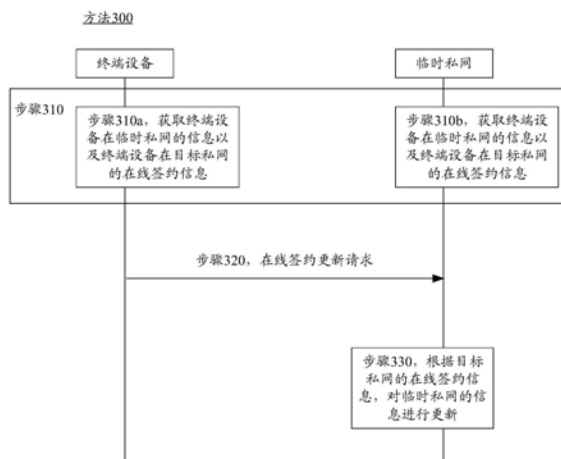 方法300
终端设备
临时私网
步骤310
步骤310a，获取终端设
备在临时私网的信息以
及终端设备在目标私网
的在线签约信息
步骤310b，获取终端设
备在临时私网的信息以
及终端设备在目标私网
的在线签约信息
步骤320，在线签约更新请求
步骤330，根据目标
私网的在线签约信
息，对临时私网的信
息进行更新